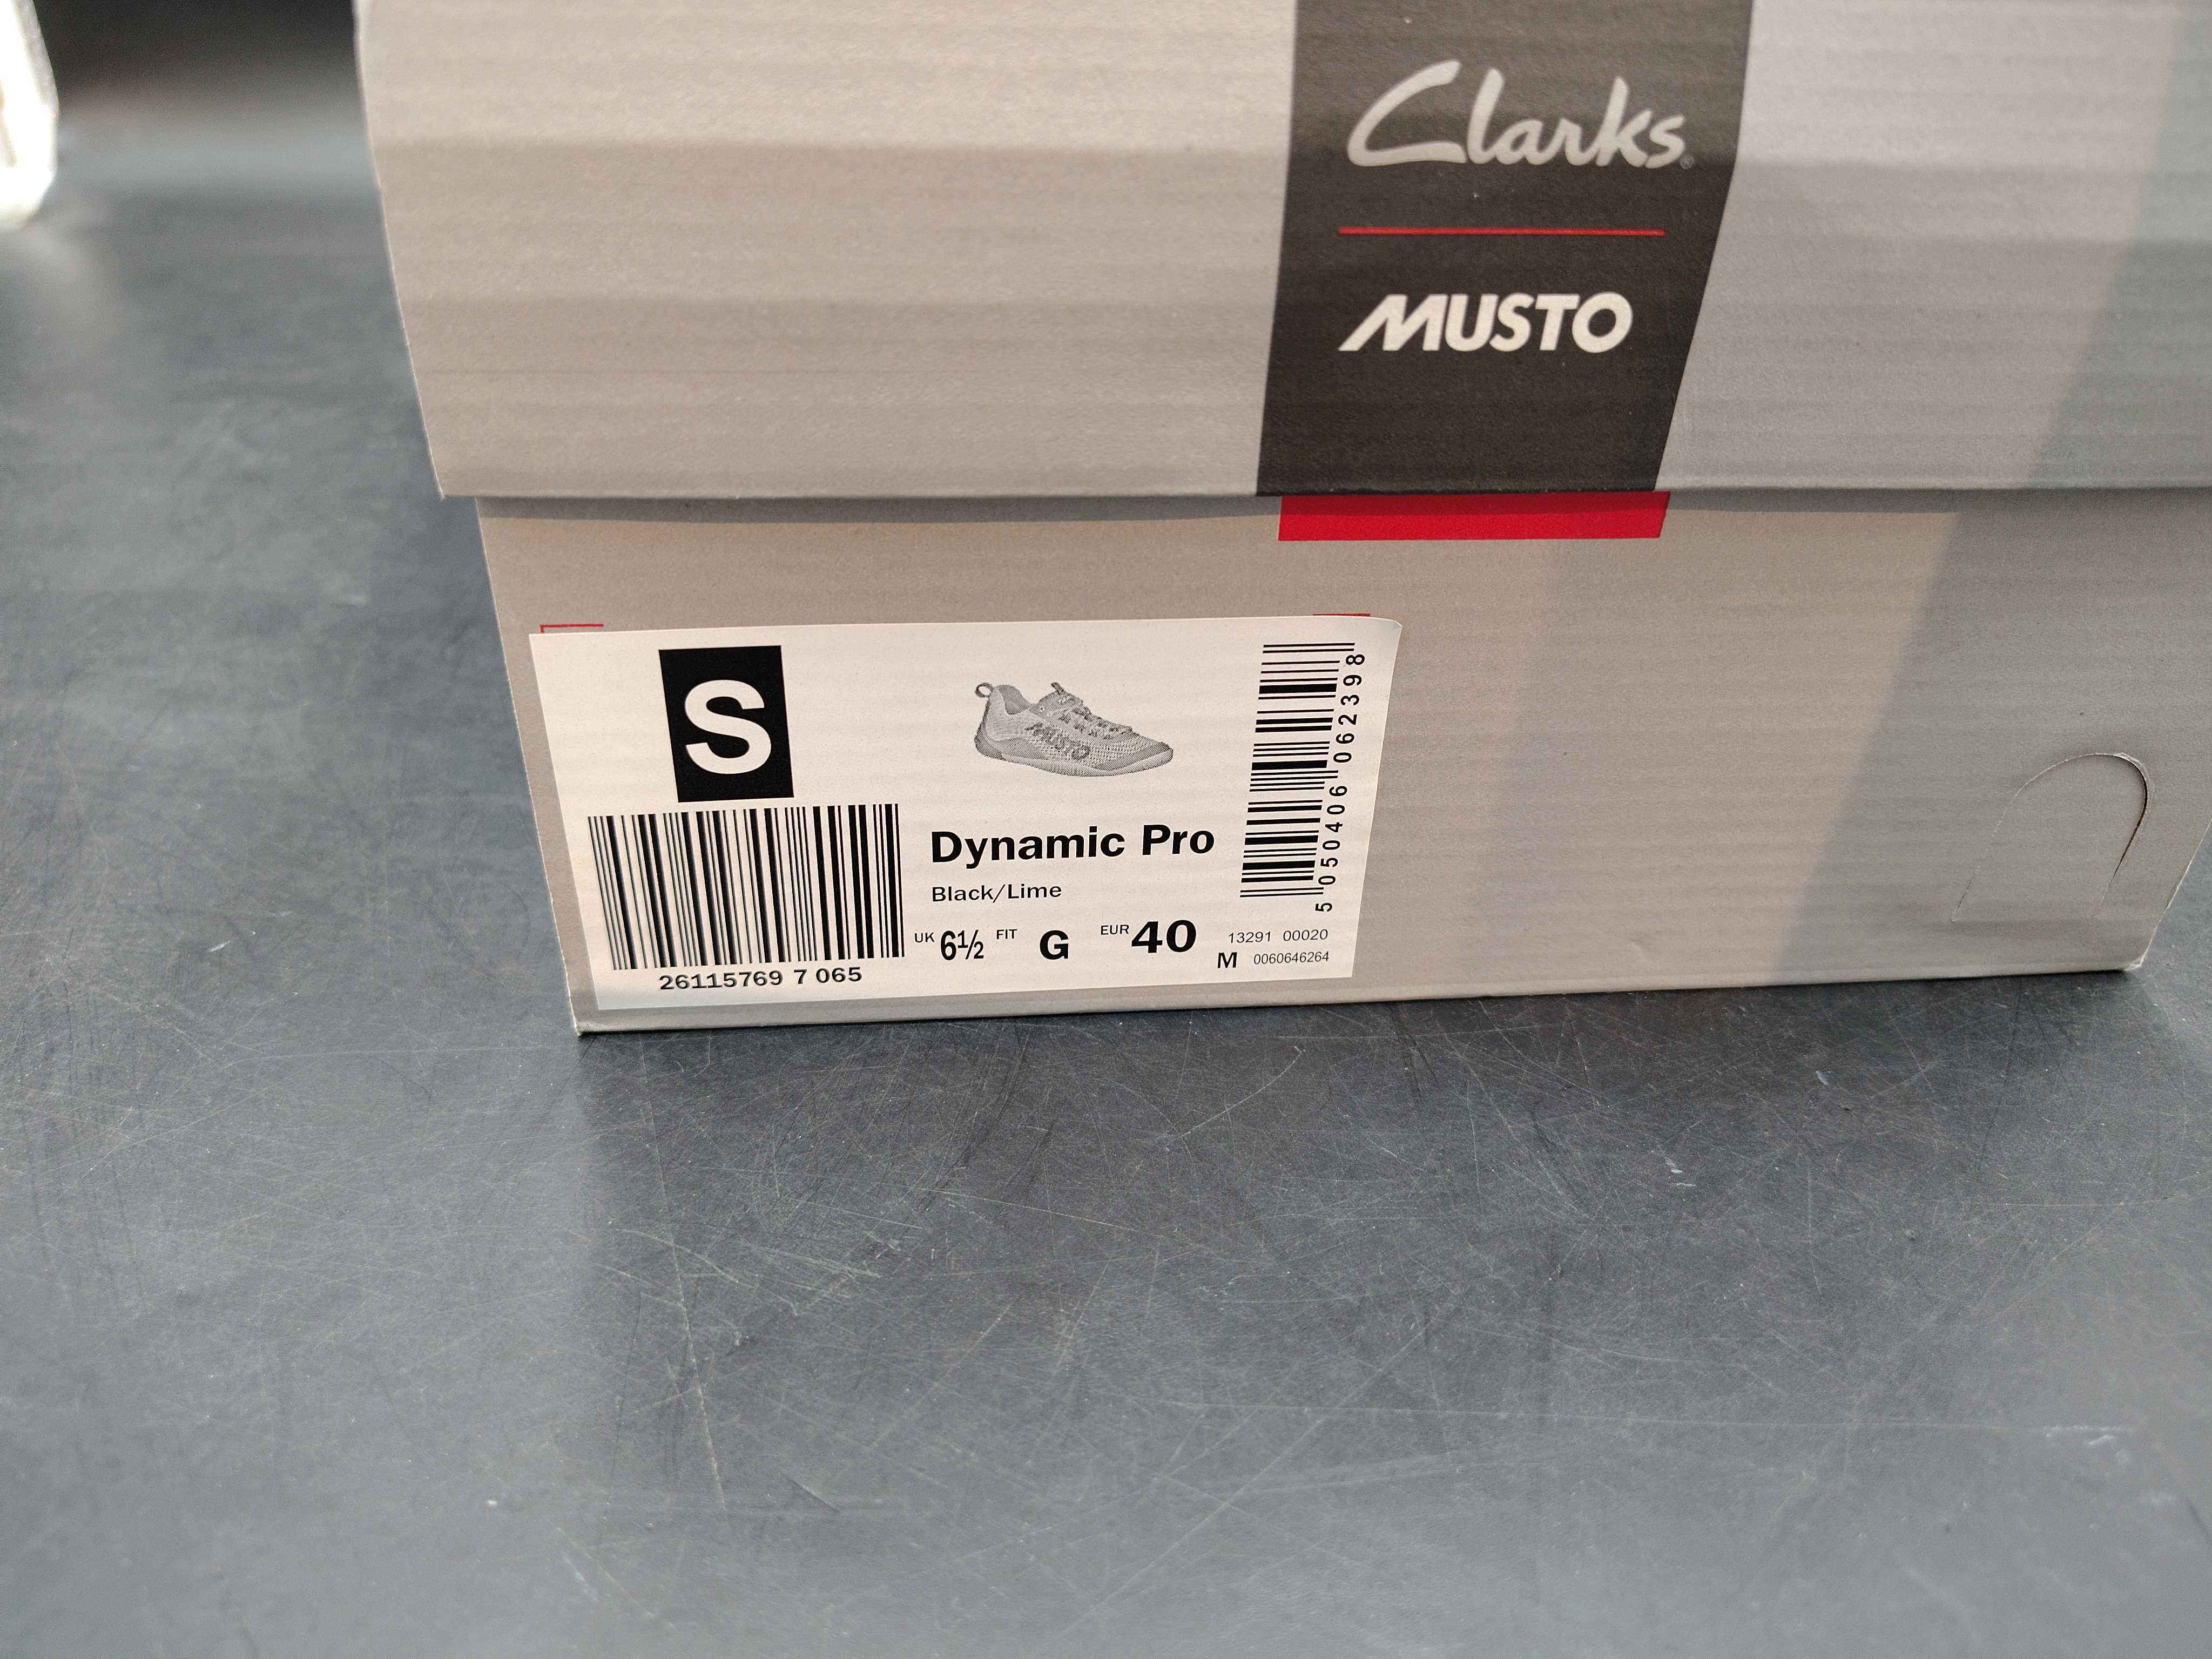 Clarks®
MUSTO
S
MUSTO
26115769 7 065
Dynamic Pro
Black/Lime
UK 6½ FIT G EUR 40
13291 00020
M 0060646264
5 050406 062398